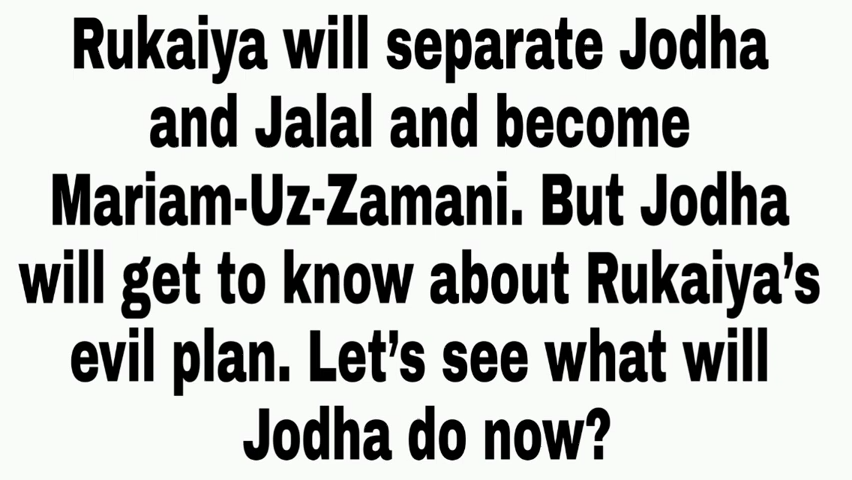 Rukaiya will separate Jodha
and Jalal and become
Mariam-Uz-Zamani. But Jodha
will get to know about Rukaiya’s
evil plan. Let’s see what will
Jodha do now?